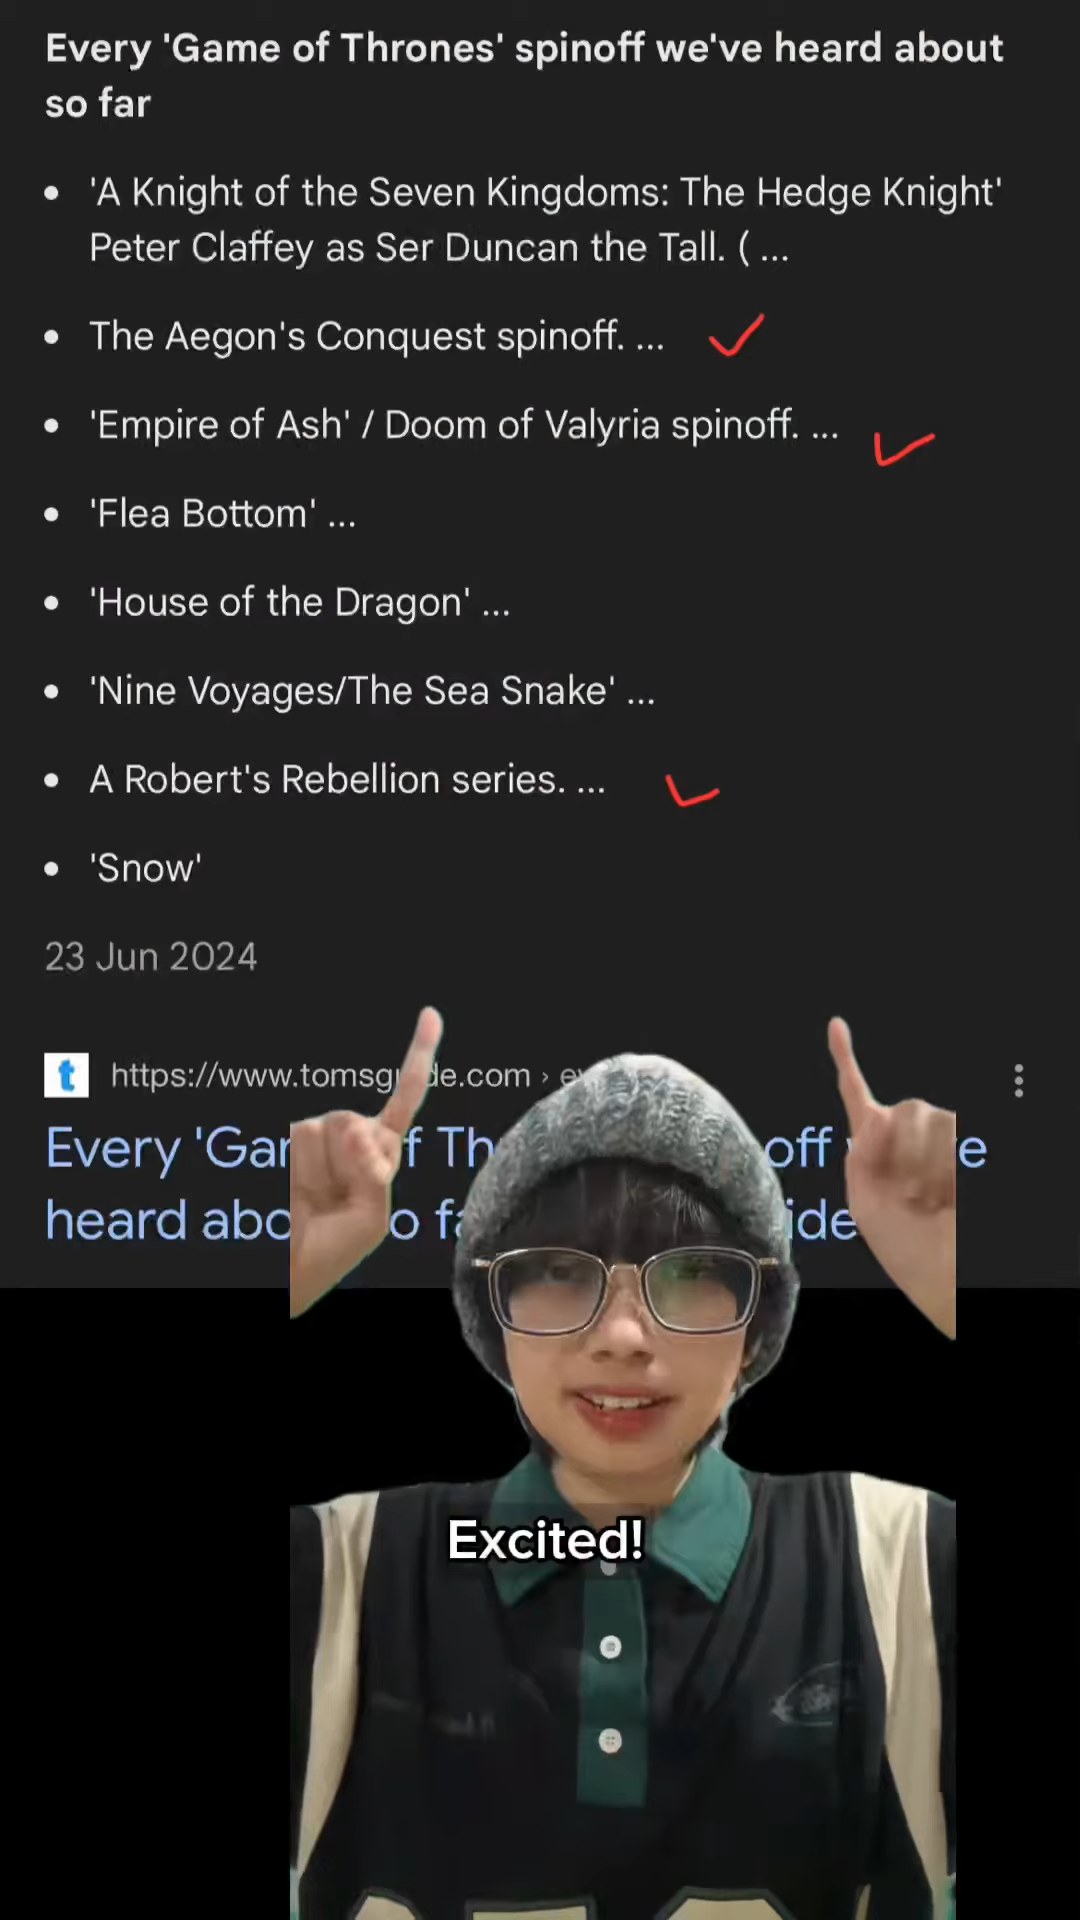 Every 'Game of Thrones' spinoff we've heard about
so far
• 'A Knight of the Seven Kingdoms: The Hedge Knight'
Peter Claffey as Ser Duncan the Tall. ( ...
• The Aegon's Conquest spinoff. ...
• 'Empire of Ash' / Doom of Valyria spinoff. ...
• 'Flea Bottom' ...
• 'House of the Dragon' ...
• 'Nine Voyages/The Sea Snake' ...
• A Robert's Rebellion series. ...
• 'Snow'
23 Jun 2024
t https://www.tomsg de.com ›
Every 'Gam f Th off e
heard abo o fa ide
Excited!